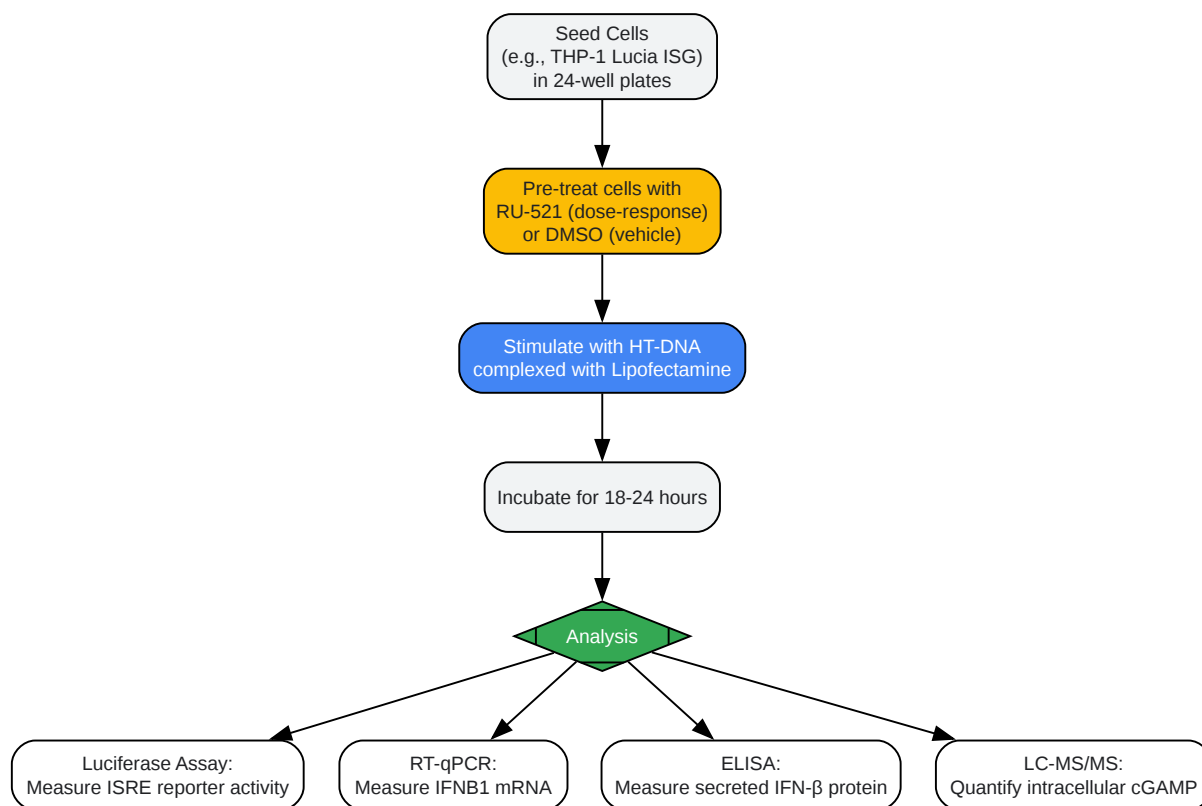 Seed Cells
(e.g., THP-1 Lucia ISG)
in 24-well plates
Pre-treat cells with
RU-521 (dose-response)
or DMSO (vehicle)
Stimulate with HT-DNA
complexed with Lipofectamine
Incubate for 18-24 hours
Analysis
Luciferase Assay:
Measure ISRE reporter activity
RT-qPCR:
Measure IFNB1 mRNA
ELISA:
Measure secreted IFN-β protein
LC-MS/MS:
Quantify intracellular cGAMP